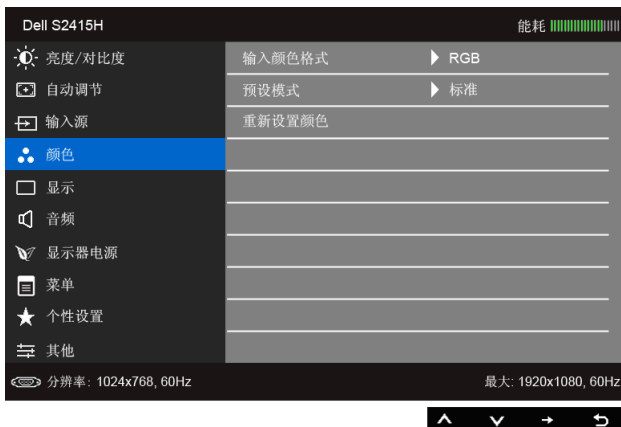 Dell S2415H 能耗
亮度/对比度 输入颜色格式 RGB
自动调节 预设模式 标准
输入源 重新设置颜色
颜色
显示
音频
显示器电源
菜单
个性设置
其他
分辨率: 1024x768, 60Hz 最大: 1920x1080, 60Hz